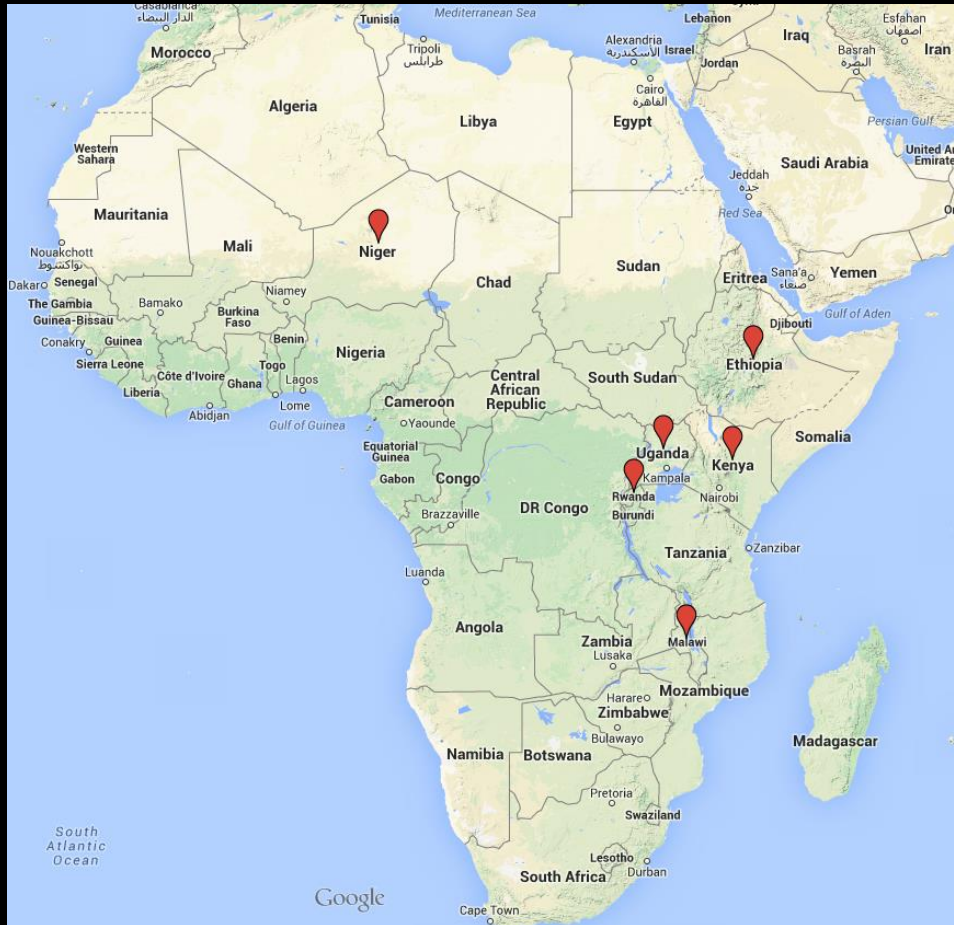 Casablanca
الدار البيضاء
Tunisia
Mediterranean Sea
Lebanon
Esfahan
اصفهان
Morocco
Tripoli
طرابلس
Alexandria
الأسكندرية
Israel
Iraq
Basrah
البصرة
Iran
Jordan
Cairo
القاهرة
Algeria
Libya
Egypt
Persian Gulf
Western
Sahara
Saudi Arabia
United Ar
Emirate
Jeddah
جدة
Red Sea
Mauritania
Mali
Niger
Nouakchott
نواكشوط
Chad
Sudan
Eritrea
Sana'a
صنعاء
Yemen
Dakar
Senegal
The Gambia
Guinea-Bissau
Bamako
Niamey
Burkina
Faso
Gulf of Aden
Djibouti
Conakry
Guinea
Benin
Nigeria
Ethiopia
Sierra Leone
Côte d'Ivoire
Togo
Ghana
Lagos
Liberia
Central
African
Republic
South Sudan
Abidjan
Lome
Gulf of Guinea
Cameroon
Yaounde
Somalia
Equatorial
Guinea
Uganda
Kampala
Kenya
Gabon
Congo
Rwanda
Nairobi
Brazzaville
DR Congo
Burundi
Tanzania
Zanzibar
Luanda
Angola
Zambia
Lusaka
Malawi
Harare
Mozambique
Zimbabwe
Bulawayo
Namibia
Botswana
Madagascar
Pretoria
Swaziland
South
Atlantic
Ocean
Lesotho
Durban
South Africa
Google
Cape Town